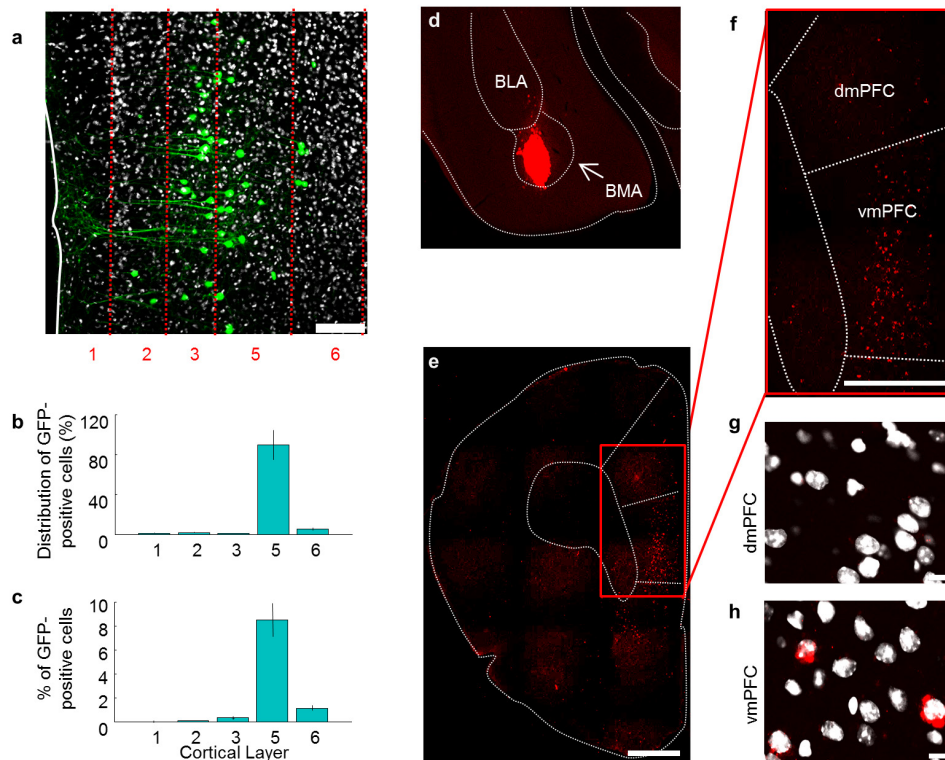 a
1 2 3 5 6
b
Distribution of GFP-
positive cells (%)
120
80
40
0
1 2 3 5 6
c
% of GFP-
positive cells
10
8
6
4
2
0
1 2 3 5 6
Cortical Layer
d
BLA
BMA
e
f
dmPFC
vmPFC
g
dmPFC
h
vmPFC